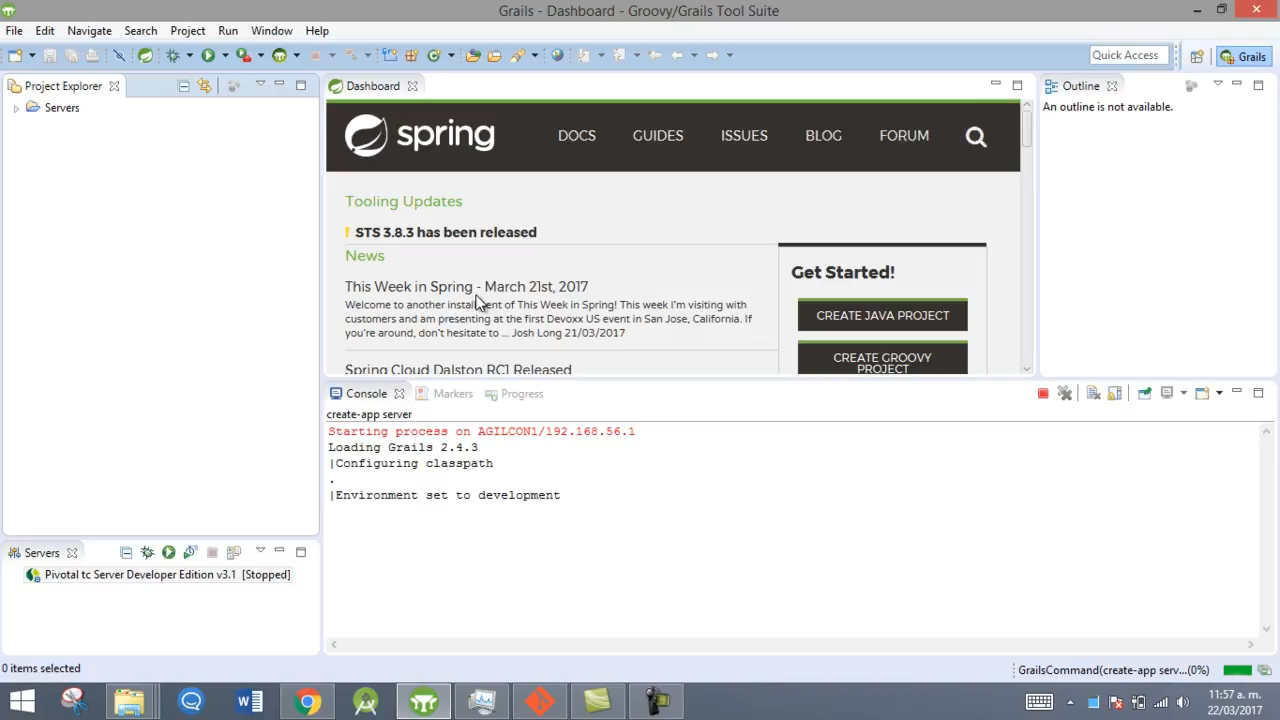 Grails - Dashboard - Groovy/Grails Tool Suite
File Edit Navigate Search Project Run Window Help
Quick Access
Grails
Project Explorer
Servers
Dashboard
spring
DOCS GUIDES ISSUES BLOG FORUM
Tooling Updates
! STS 3.8.3 has been released
News
This Week in Spring - March 21st, 2017
Welcome to another installment of This Week in Spring! This week I'm visiting with
customers and am presenting at the first Devoxx US event in San Jose, California. If
you're around, don't hesitate to ... Josh Long 21/03/2017
Spring Cloud Dalston RC1 Released
Get Started!
CREATE JAVA PROJECT
CREATE GROOVY
PROJECT
Outline
An outline is not available.
Console Markers Progress
create-app server
Starting process on AGILCON1/192.168.56.1
Loading Grails 2.4.3
|Configuring classpath
.
|Environment set to development
Servers
Pivotal tc Server Developer Edition v3.1 [Stopped]
0 items selected
GrailsCommand(create-app serv...(0%)
11:57 a. m.
22/03/2017